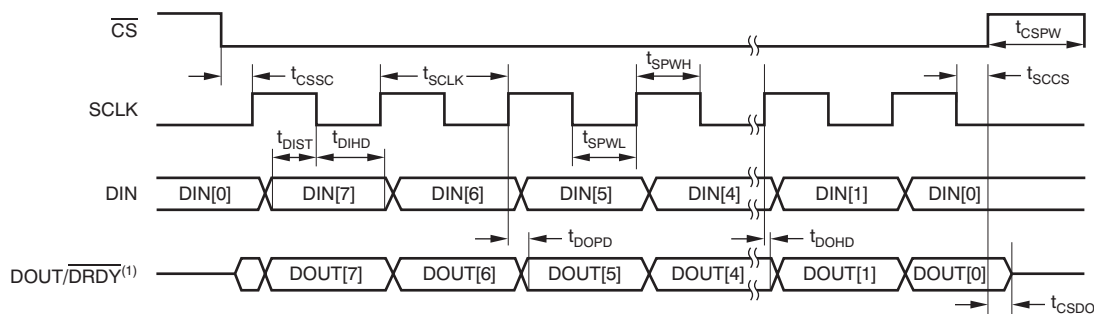 C̅S̅
tCSPW
tCSSC
tSCLK
tSPWH
tSCCS
SCLK
tDIST
tDIHD
tSPWL
DIN
DIN[0]
DIN[7]
DIN[6]
DIN[5]
DIN[4]
DIN[1]
DIN[0]
tDOPD
tDOHD
DOUT/D̅R̅D̅Y̅(1)
DOUT[7]
DOUT[6]
DOUT[5]
DOUT[4]
DOUT[1]
DOUT[0]
tCSDO